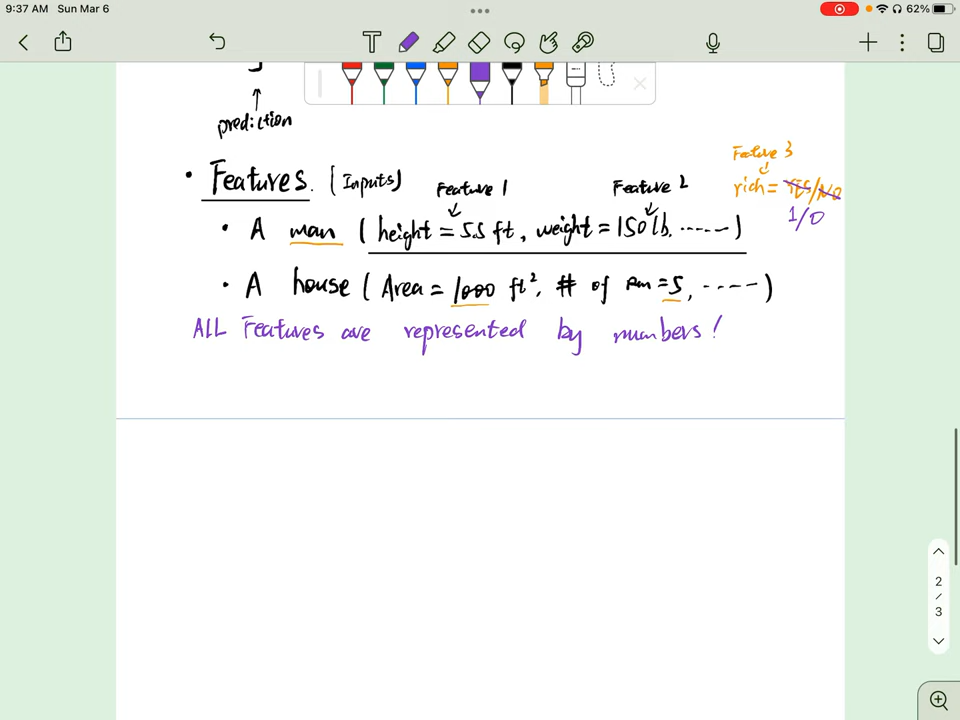 9:37 AM Sun Mar 6
62%
T
prediction
Feature 3
• Features. (Inputs)
Feature 1
Feature 2
rich = YES/NO
1/0
• A man (height = 5.5 ft, weight = 150 lb, ......)
• A house (Area = 1000 ft², # of rm = 5, ......)
ALL Features are represented by numbers!
2
/
3